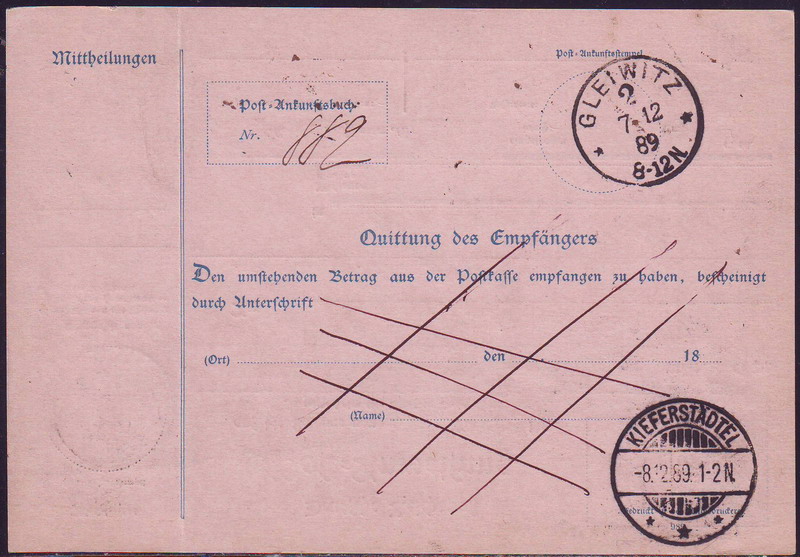 Mittheilungen
Post-Ankunftsstempel
Post-Ankunftsbuch
Nr. 882
GLEIWITZ
2
7-12
89
8-12N.
Quittung des Empfängers
Den umstehenden Betrag aus der Postkasse empfangen zu haben, bescheinigt
durch Unterschrift
(Ort) den 18
(Name)
KIEFERSTÄDTEL
-8.12.89.1-2N.